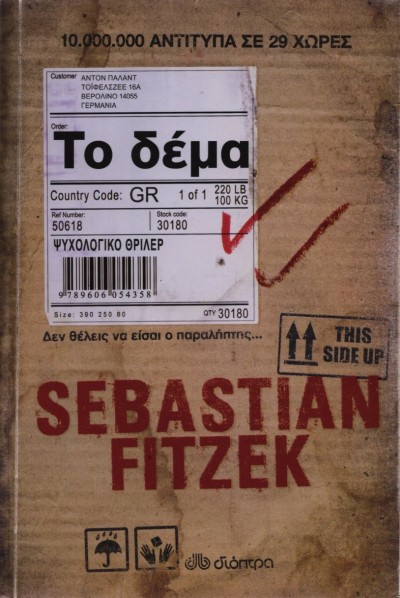 10.000.000 ΑΝΤΙΤΥΠΑ ΣΕ 29 ΧΩΡΕΣ
Customer
ΑΝΤΟΝ ΠΑΛΑΝΤ
ΤΟΪΦΕΛΣΖΕΕ 16Α
ΒΕΡΟΛΙΝΟ 14055
ΓΕΡΜΑΝΙΑ
Order:
Το δέμα
Country Code: GR 1 of 1 220 LB 100 KG
Ref Number: Stock code:
50618 30180
ΨΥΧΟΛΟΓΙΚΟ ΘΡΙΛΕΡ
9 789606 054358
Size: 390 250 80 QTY 30180
Δεν θέλεις να είσαι ο παραλήπτης...
THIS
SIDE UP
SEBASTIAN
FITZEK
διόπτρα